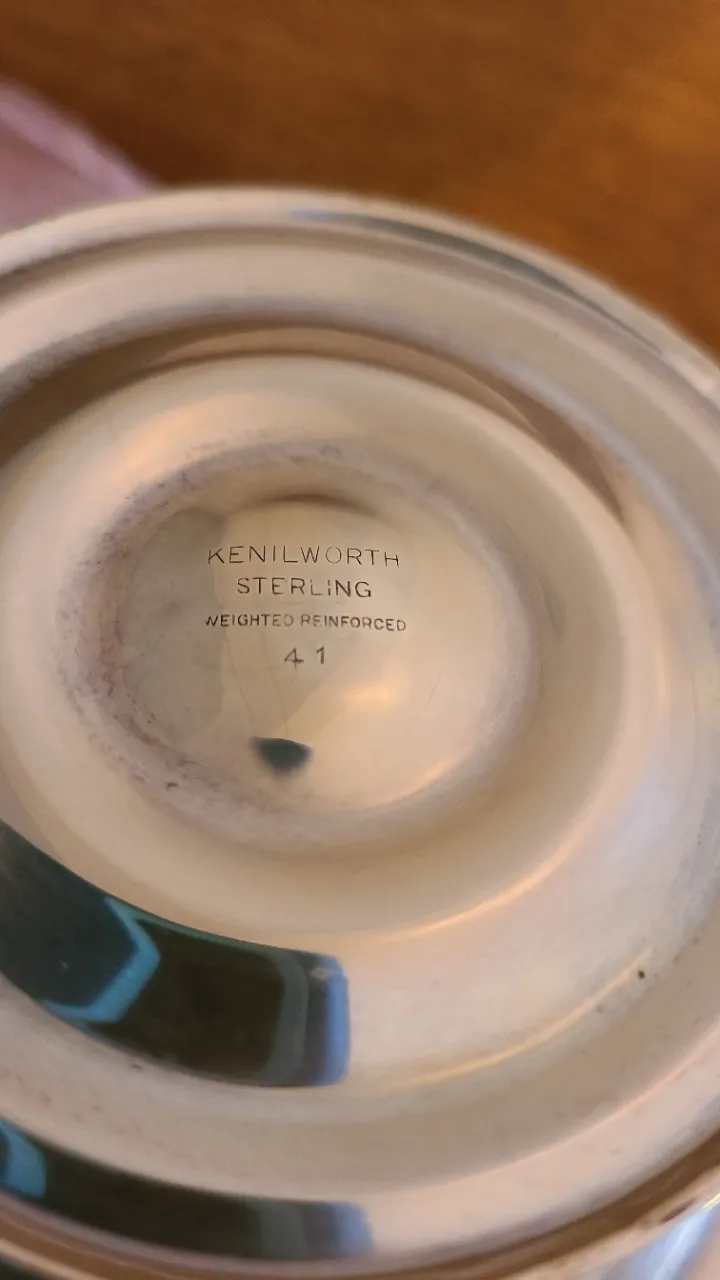 KENILWORTH
STERLING
WEIGHTED REINFORCED
41